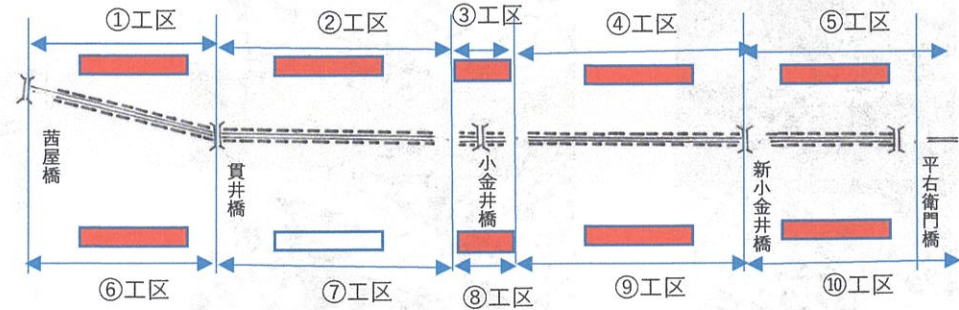 ①工区
②工区
③工区
④工区
⑤工区
茜屋橋
貫井橋
小金井橋
新小金井橋
平右衛門橋
⑥工区
⑦工区
⑧工区
⑨工区
⑩工区